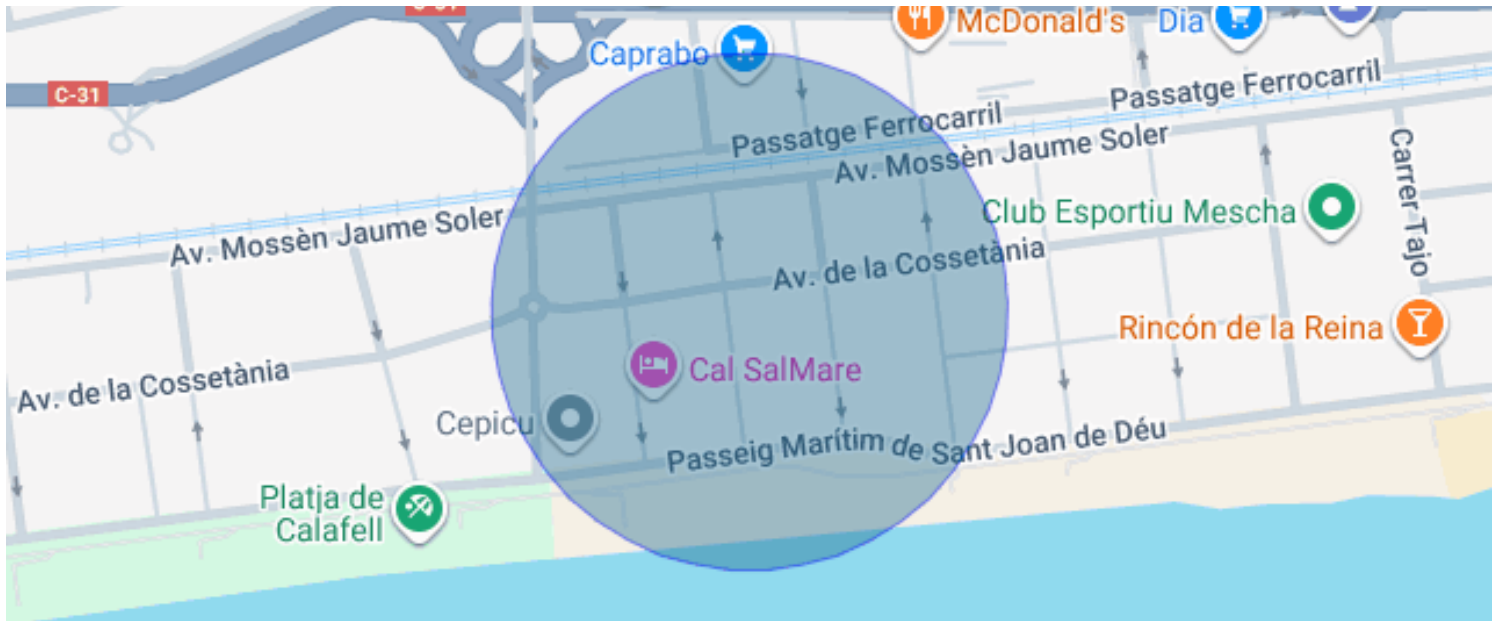 McDonald's
Dia
Caprabo
C-31
Passatge Ferrocarril
Passatge Ferrocarril
Av. Mossèn Jaume Soler
Carrer Tajo
Av. Mossèn Jaume Soler
Club Esportiu Mescha
Av. de la Cossetània
Rincón de la Reina
Cal SalMare
Av. de la Cossetània
Cepicu
Passeig Marítim de Sant Joan de Déu
Platja de
Calafell